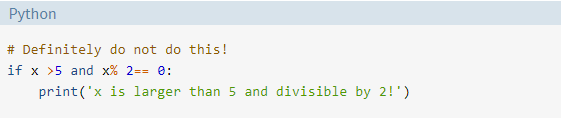 Python
# Definitely do not do this!
if x >5 and x% 2== 0:
    print('x is larger than 5 and divisible by 2!')